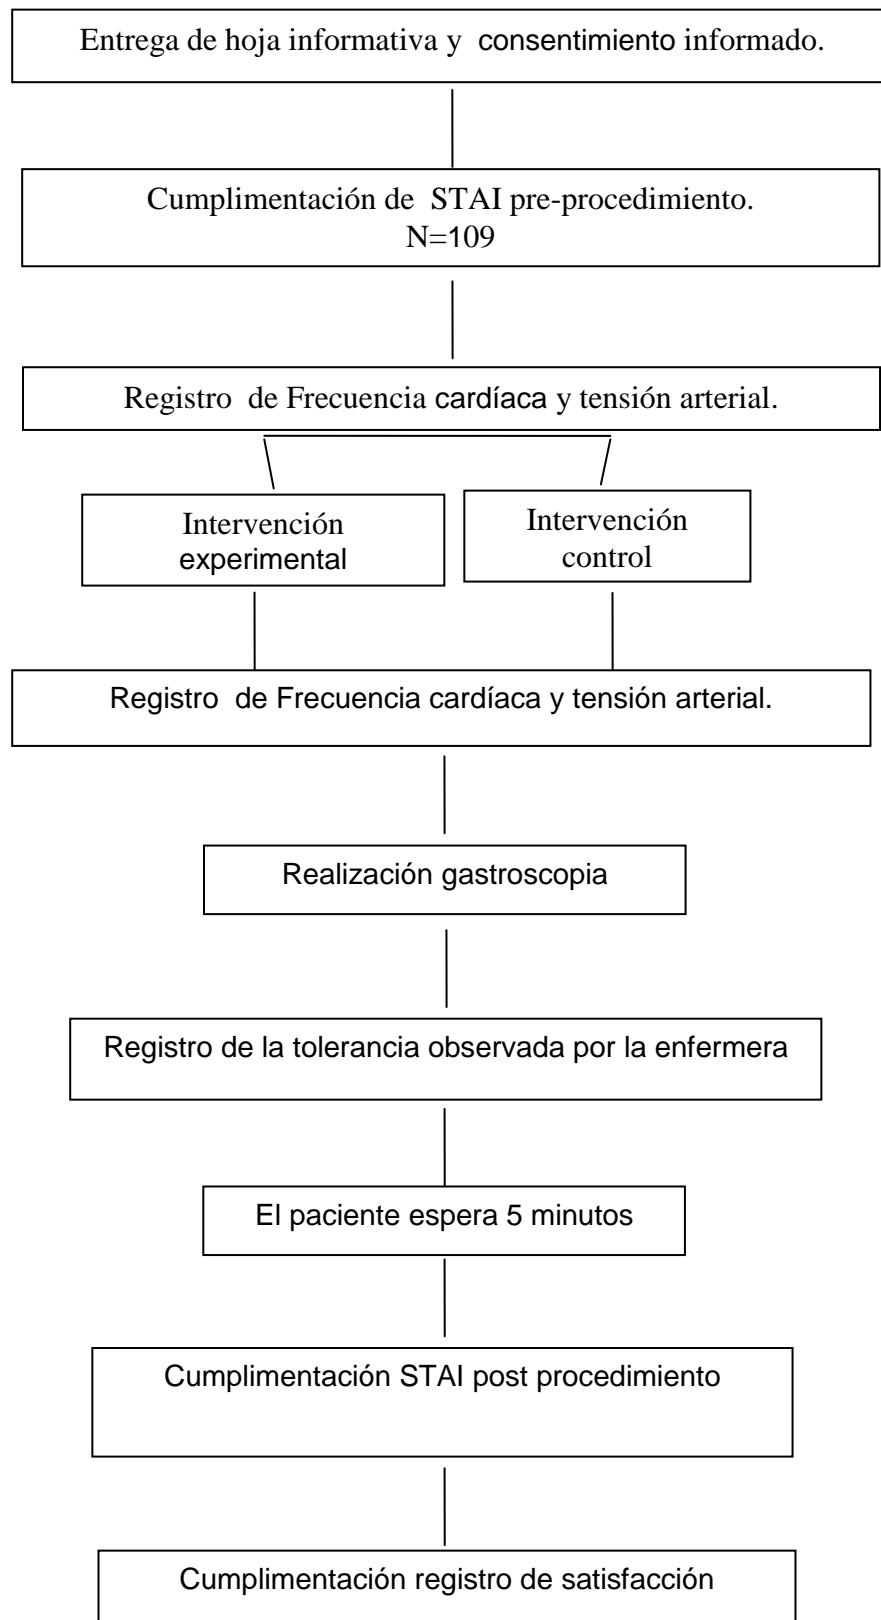 Entrega de hoja informativa y consentimiento informado.
Cumplimentación de STAI pre-procedimiento.
N=109
Registro de Frecuencia cardíaca y tensión arterial.
Intervención
experimental
Intervención
control
Registro de Frecuencia cardíaca y tensión arterial.
Realización gastroscopia
Registro de la tolerancia observada por la enfermera
El paciente espera 5 minutos
Cumplimentación STAI post procedimiento
Cumplimentación registro de satisfacción